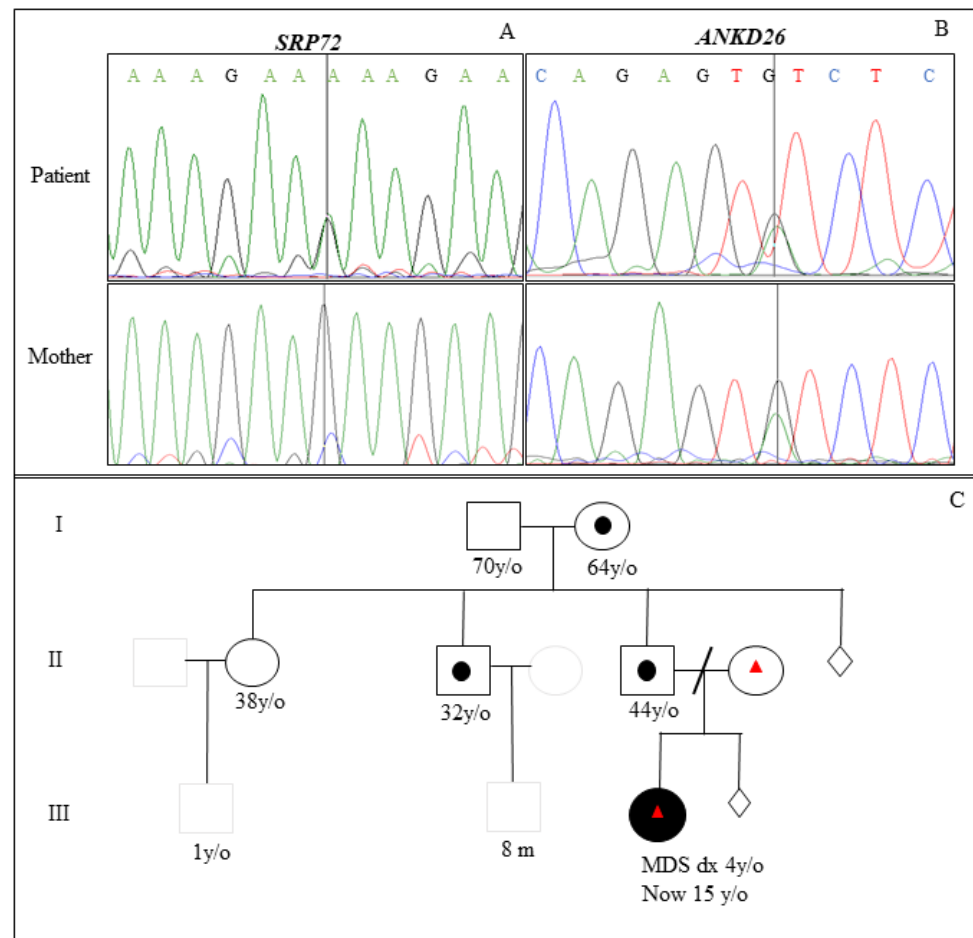 SRP72
A
ANKD26
B
A A A G A A A A A G A A
C A G A G T G T C T C
Patient
Mother
C
I
70y/o
64y/o
II
38y/o
32y/o
44y/o
III
1y/o
8 m
MDS dx 4y/o
Now 15 y/o